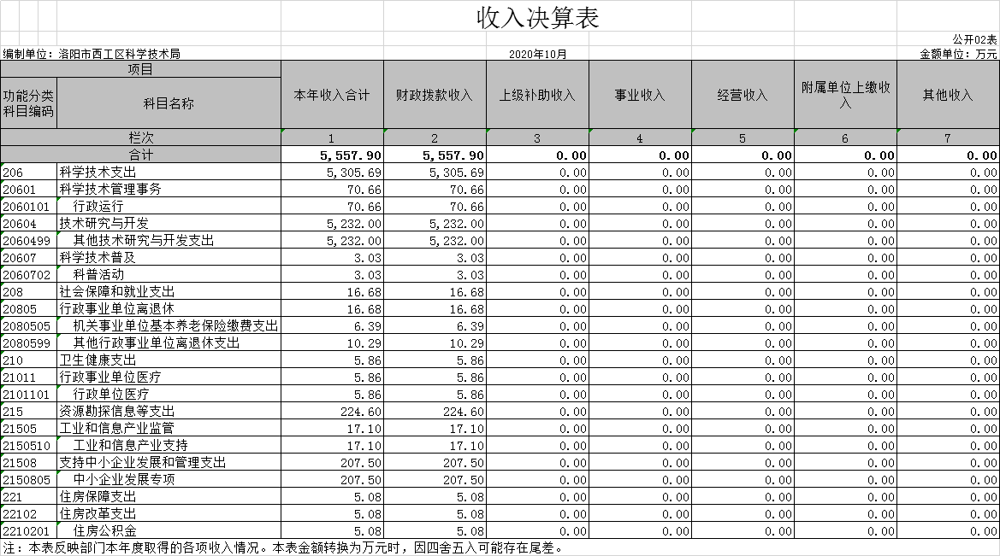 收入决算表
公开02表
编制单位：洛阳市西工区科学技术局 2020年10月 金额单位：万元
项目 本年收入合计 财政拨款收入 上级补助收入 事业收入 经营收入 附属单位上缴收入 其他收入
功能分类科目编码 科目名称
栏次 1 2 3 4 5 6 7
合计 5,557.90 5,557.90 0.00 0.00 0.00 0.00 0.00
206 科学技术支出 5,305.69 5,305.69 0.00 0.00 0.00 0.00 0.00
20601 科学技术管理事务 70.66 70.66 0.00 0.00 0.00 0.00 0.00
2060101 行政运行 70.66 70.66 0.00 0.00 0.00 0.00 0.00
20604 技术研究与开发 5,232.00 5,232.00 0.00 0.00 0.00 0.00 0.00
2060499 其他技术研究与开发支出 5,232.00 5,232.00 0.00 0.00 0.00 0.00 0.00
20607 科学技术普及 3.03 3.03 0.00 0.00 0.00 0.00 0.00
2060702 科普活动 3.03 3.03 0.00 0.00 0.00 0.00 0.00
208 社会保障和就业支出 16.68 16.68 0.00 0.00 0.00 0.00 0.00
20805 行政事业单位离退休 16.68 16.68 0.00 0.00 0.00 0.00 0.00
2080505 机关事业单位基本养老保险缴费支出 6.39 6.39 0.00 0.00 0.00 0.00 0.00
2080599 其他行政事业单位离退休支出 10.29 10.29 0.00 0.00 0.00 0.00 0.00
210 卫生健康支出 5.86 5.86 0.00 0.00 0.00 0.00 0.00
21011 行政事业单位医疗 5.86 5.86 0.00 0.00 0.00 0.00 0.00
2101101 行政单位医疗 5.86 5.86 0.00 0.00 0.00 0.00 0.00
215 资源勘探信息等支出 224.60 224.60 0.00 0.00 0.00 0.00 0.00
21505 工业和信息产业监管 17.10 17.10 0.00 0.00 0.00 0.00 0.00
2150510 工业和信息产业支持 17.10 17.10 0.00 0.00 0.00 0.00 0.00
21508 支持中小企业发展和管理支出 207.50 207.50 0.00 0.00 0.00 0.00 0.00
2150805 中小企业发展专项 207.50 207.50 0.00 0.00 0.00 0.00 0.00
221 住房保障支出 5.08 5.08 0.00 0.00 0.00 0.00 0.00
22102 住房改革支出 5.08 5.08 0.00 0.00 0.00 0.00 0.00
2210201 住房公积金 5.08 5.08 0.00 0.00 0.00 0.00 0.00
注：本表反映部门本年度取得的各项收入情况。本表金额转换为万元时，因四舍五入可能存在尾差。